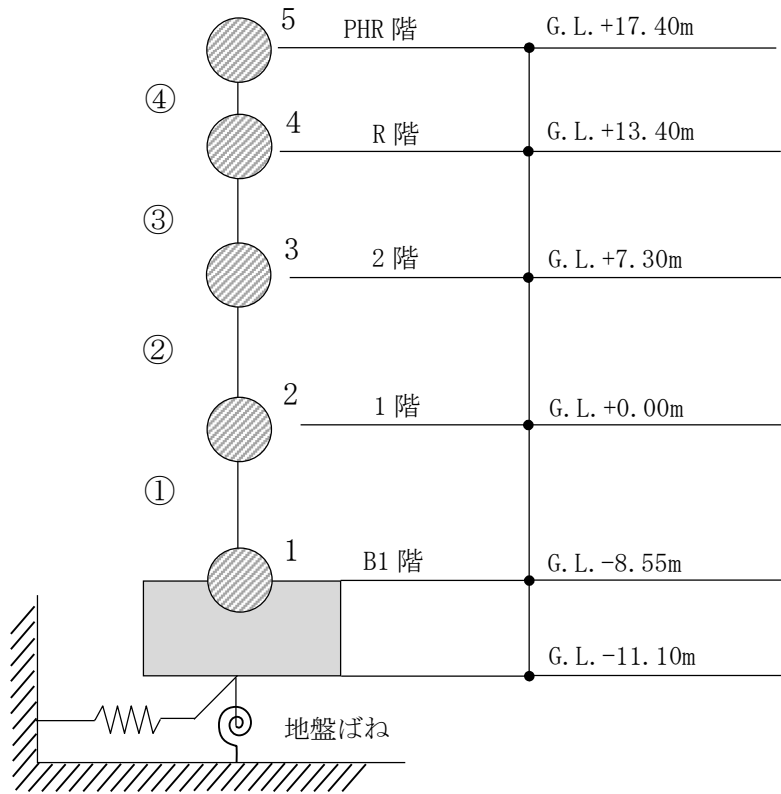 5 PHR 階 G.L.+17.40m
④
4 R 階 G.L.+13.40m
③
3 2 階 G.L.+7.30m
②
2 1 階 G.L.+0.00m
①
1 B1 階 G.L.-8.55m
G.L.-11.10m
地盤ばね